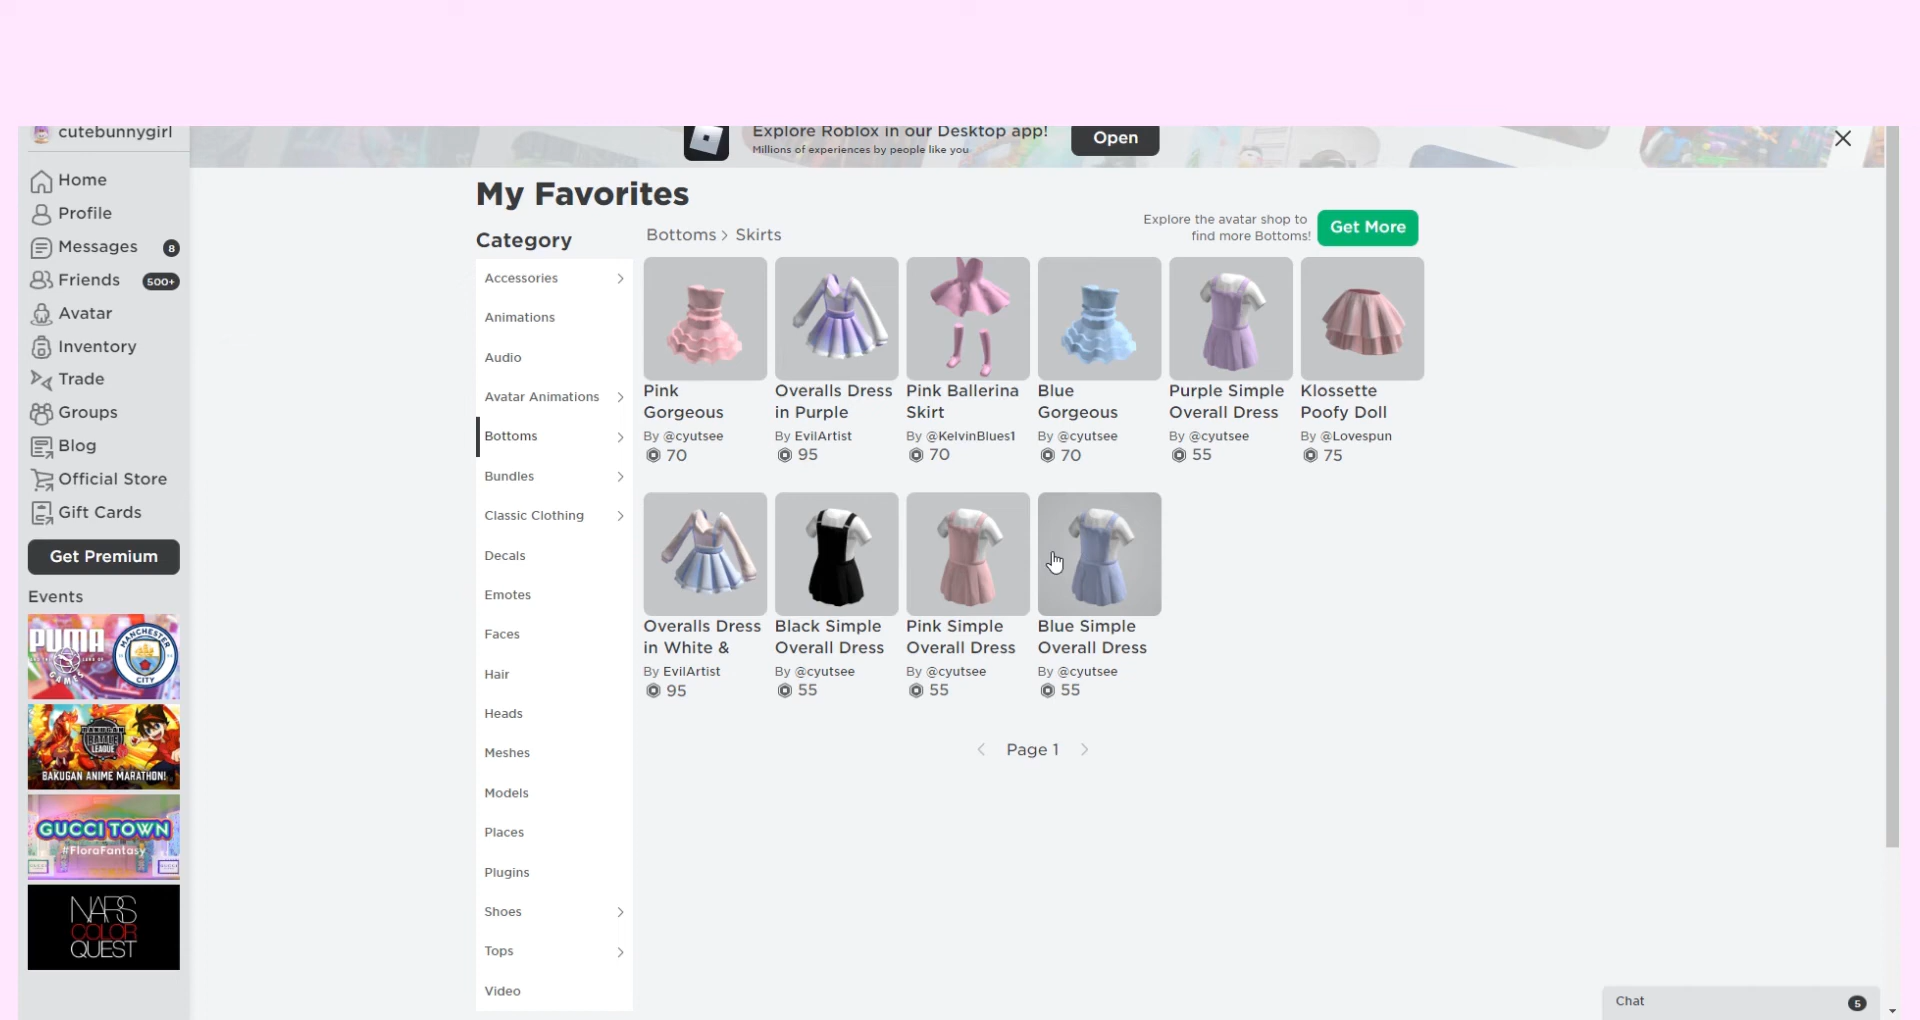 cutebunnygirl
Explore Roblox in our Desktop app!
Millions of experiences by people like you
Open
Home
Profile
Messages 8
Friends 500+
Avatar
Inventory
Trade
Groups
Blog
Official Store
Gift Cards
Get Premium
Events
PUMA
GAMES
MANCHESTER
CITY
BAKUGAN
BATTLE
LEAGUE
BAKUGAN ANIME MARATHON!
GUCCI TOWN
#FloraFantasy
NARS
COLOR
QUEST
My Favorites
Category
Accessories
Animations
Audio
Avatar Animations
Bottoms
Bundles
Classic Clothing
Decals
Emotes
Faces
Hair
Heads
Meshes
Models
Places
Plugins
Shoes
Tops
Video
Bottoms > Skirts
Explore the avatar shop to
find more Bottoms!
Get More
Pink
Gorgeous
By @cyutsee
70
Overalls Dress
in Purple
By EvilArtist
95
Pink Ballerina
Skirt
By @KelvinBlues1
70
Blue
Gorgeous
By @cyutsee
70
Purple Simple
Overall Dress
By @cyutsee
55
Klossette
Poofy Doll
By @Lovespun
75
Overalls Dress
in White &
By EvilArtist
95
Black Simple
Overall Dress
By @cyutsee
55
Pink Simple
Overall Dress
By @cyutsee
55
Blue Simple
Overall Dress
By @cyutsee
55
< Page 1 >
Chat 5